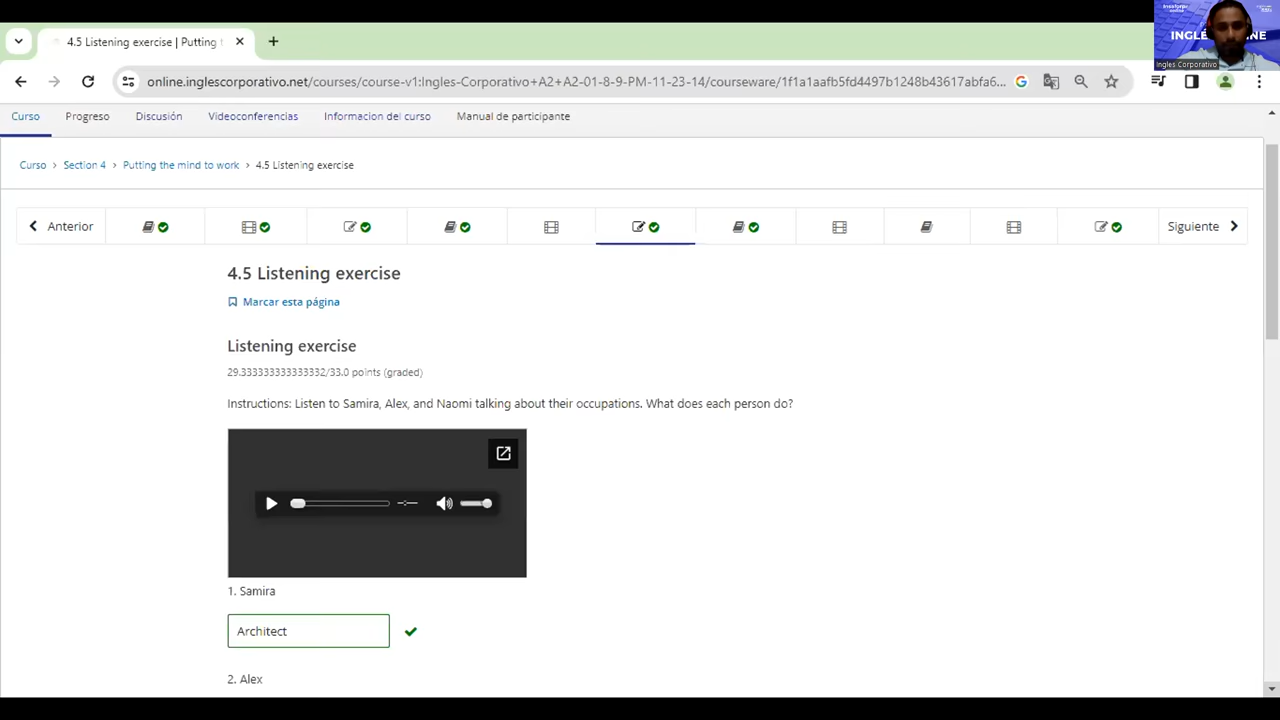 4.5 Listening exercise | Putting t
online.inglescorporativo.net/courses/course-v1:Ingles-Corporativo+A2+A2-01-8-9-PM-11-23-14/courseware/1f1a1aafb5fd4497b1248b43617abfa6...
INGLÉS
NE
Ingles Corporativo
Curso Progreso Discusión Videoconferencias Informacion del curso Manual de participante
Curso > Section 4 > Putting the mind to work > 4.5 Listening exercise
Anterior Siguiente
4.5 Listening exercise
Marcar esta página
Listening exercise
29.333333333333332/33.0 points (graded)
Instructions: Listen to Samira, Alex, and Naomi talking about their occupations. What does each person do?
1. Samira
Architect
2. Alex